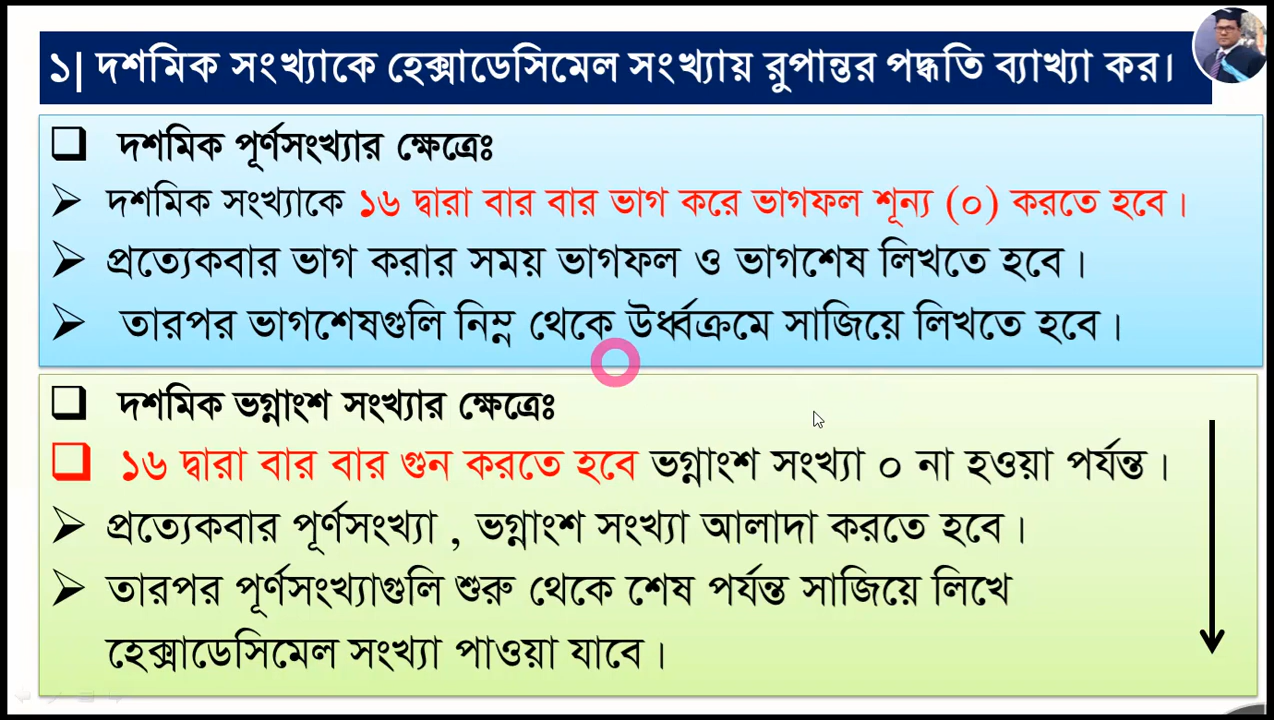 ১| দশমিক সংখ্যাকে হেক্সাডেসিমেল সংখ্যায় রুপান্তর পদ্ধতি ব্যাখ্যা কর।
দশমিক পূর্ণসংখ্যার ক্ষেত্রেঃ
দশমিক সংখ্যাকে ১৬ দ্বারা বার বার ভাগ করে ভাগফল শূন্য (০) করতে হবে।
প্রত্যেকবার ভাগ করার সময় ভাগফল ও ভাগশেষ লিখতে হবে।
তারপর ভাগশেষগুলি নিম্ন থেকে উর্ধ্বক্রমে সাজিয়ে লিখতে হবে।
দশমিক ভগ্নাংশ সংখ্যার ক্ষেত্রেঃ
১৬ দ্বারা বার বার গুন করতে হবে ভগ্নাংশ সংখ্যা ০ না হওয়া পর্যন্ত।
প্রত্যেকবার পূর্ণসংখ্যা , ভগ্নাংশ সংখ্যা আলাদা করতে হবে।
তারপর পূর্ণসংখ্যাগুলি শুরু থেকে শেষ পর্যন্ত সাজিয়ে লিখে
হেক্সাডেসিমেল সংখ্যা পাওয়া যাবে।